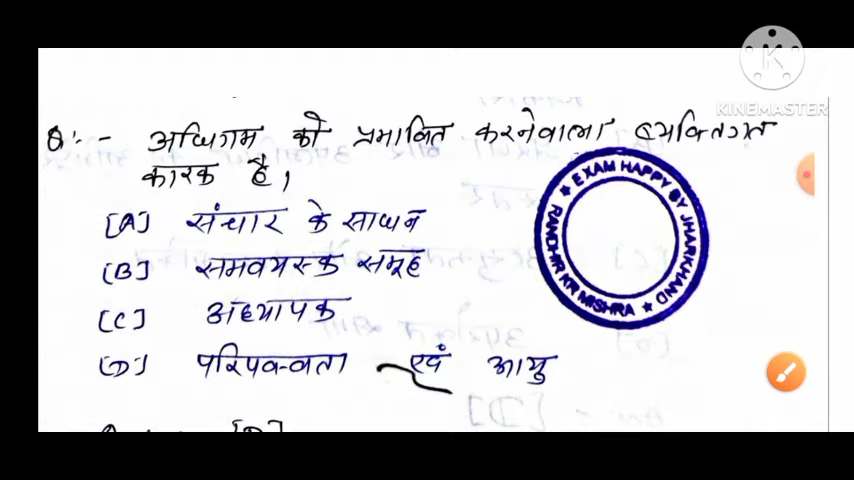 KINEMASTER
Q:- अधिगम को प्रभावित करनेवाला व्यक्तिगत
कारक है।
[A] संचार के साधन
[B] समवयस्क समूह
[C] अध्यापक
[D] परिपक्वता एवं आयु
★ EXAM HAPPY BY JHARKHAND ★
RANDHIR KR MISHRA
[D]